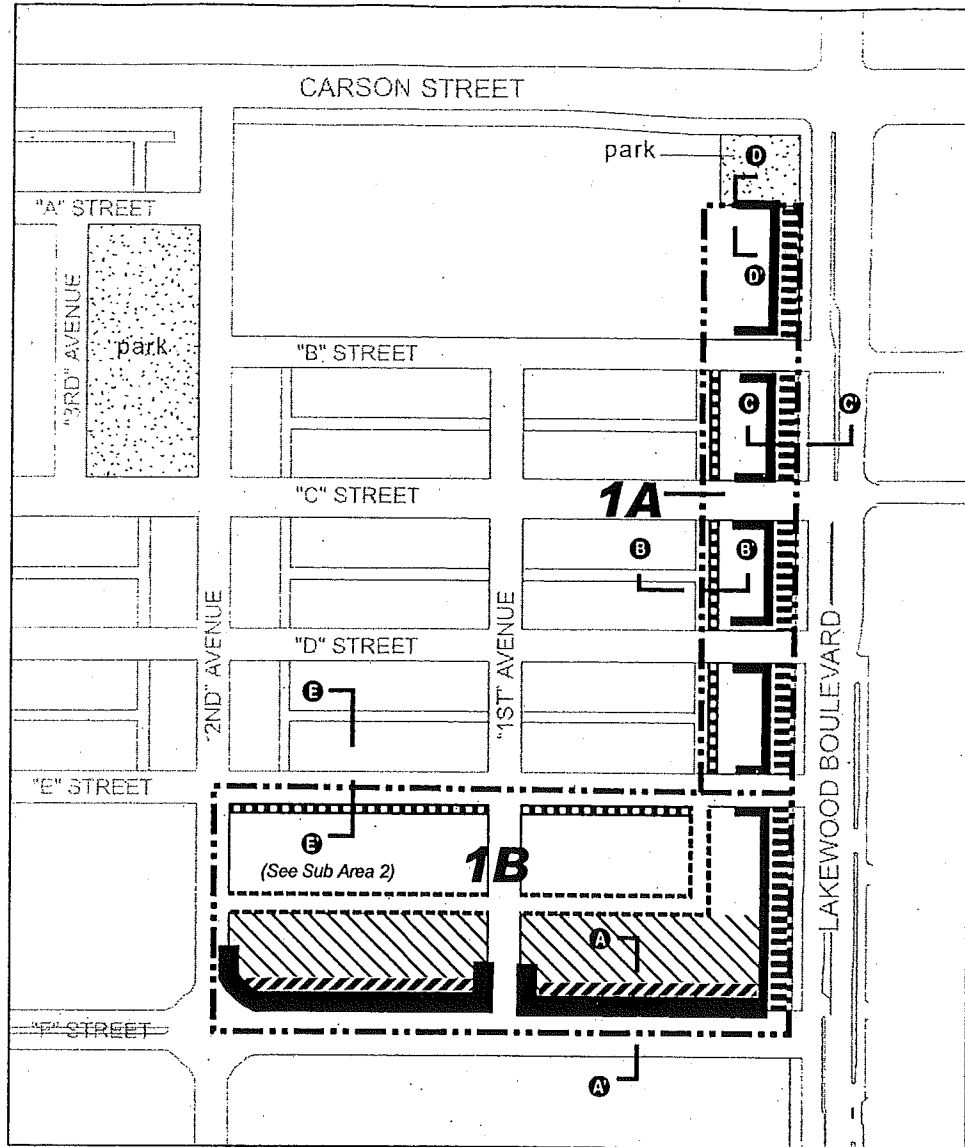 CARSON STREET
park
D
"A" STREET
D'
"3RD" AVENUE
park
"B" STREET
C
C'
"C" STREET
1A
B
B'
"2ND" AVENUE
"1ST" AVENUE
LAKEWOOD BOULEVARD
"D" STREET
E
"E" STREET
E'
(See Sub Area 2)
1B
A
"F" STREET
A'